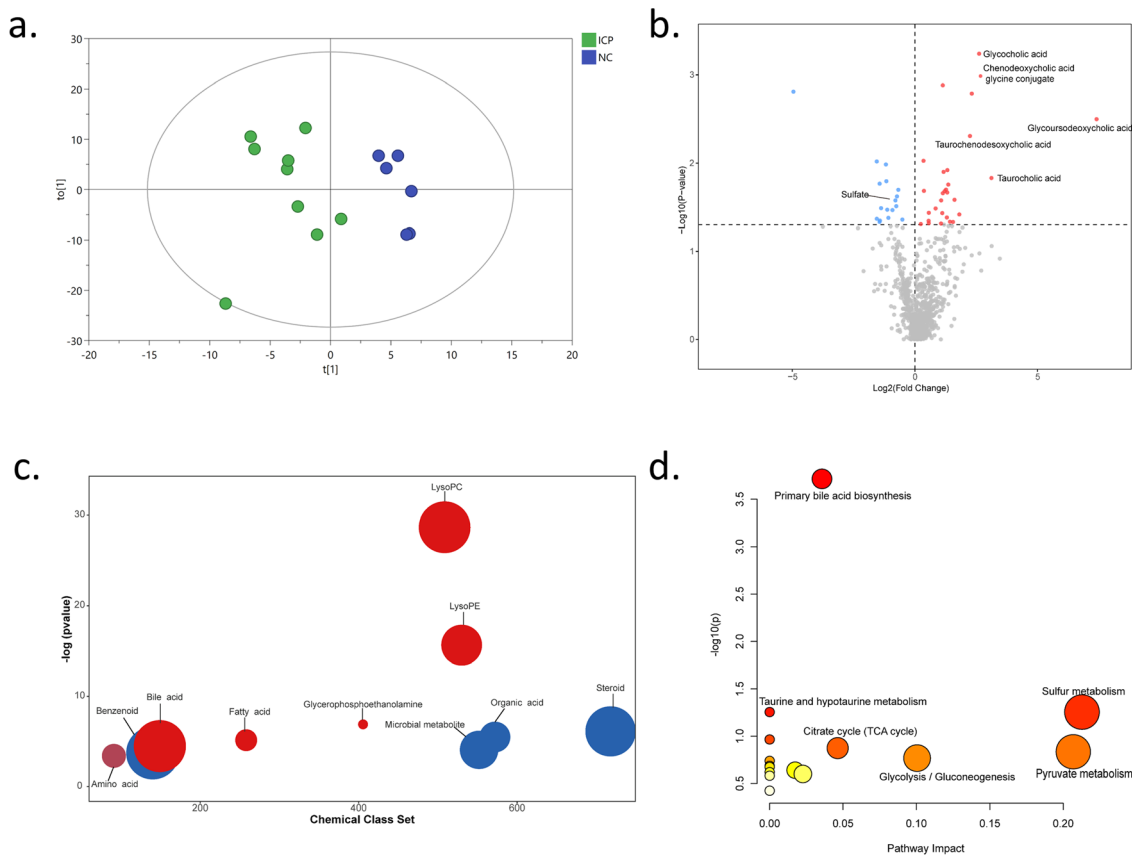 a.
30
20
10
0
-10
-20
-30
to[1]
-20
-15
-10
-5
0
5
10
15
20
t[1]
ICP
NC
b.
3
2
1
0
−Log10(P−value)
−5
0
5
Log2(Fold Change)
Glycocholic acid
Chenodeoxycholic acid
glycine conjugate
Glycoursodeoxycholic acid
Taurochenodesoxycholic acid
Taurocholic acid
Sulfate
c.
30
20
10
0
-log (pvalue)
200
400
600
Chemical Class Set
LysoPC
LysoPE
Steroid
Organic acid
Microbial metabolite
Glycerophosphoethanolamine
Fatty acid
Bile acid
Benzenoid
Amino acid
d.
3.5
3.0
2.5
2.0
1.5
1.0
0.5
-log10(p)
0.00
0.05
0.10
0.15
0.20
Pathway Impact
Primary bile acid biosynthesis
Sulfur metabolism
Taurine and hypotaurine metabolism
Citrate cycle (TCA cycle)
Glycolysis / Gluconeogenesis
Pyruvate metabolism